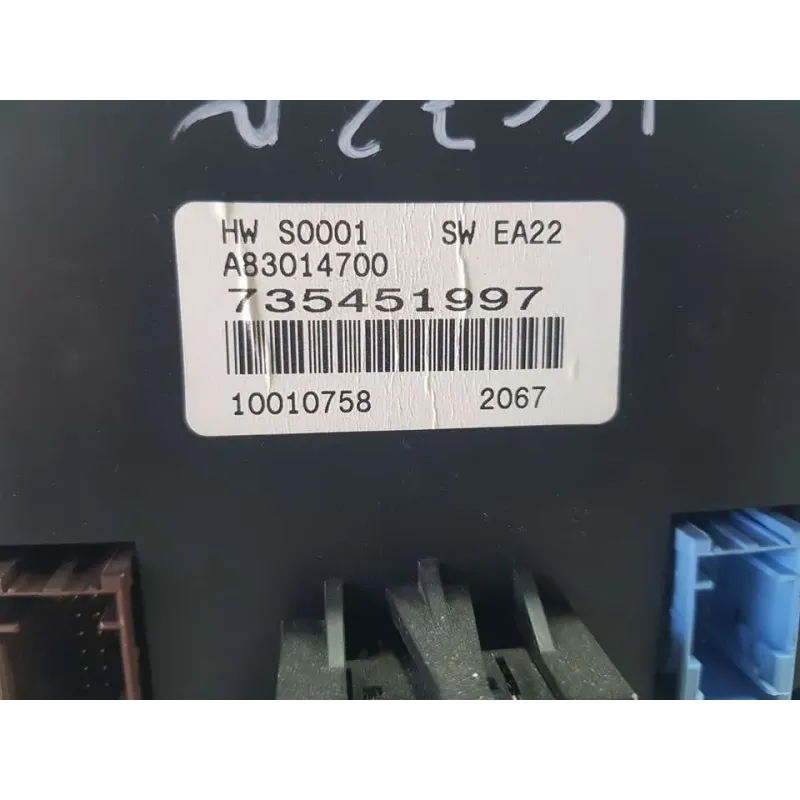 HW S0001 SW EA22
A83014700
735451997
10010758 2067